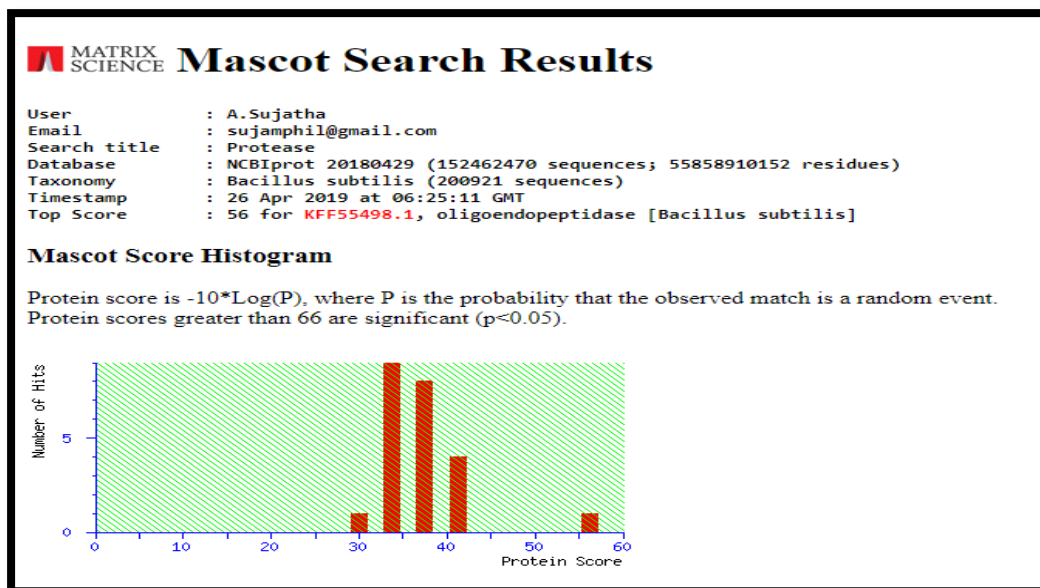 MATRIX
SCIENCE
Mascot Search Results
User : A.Sujatha
Email : sujamphil@gmail.com
Search title : Protease
Database : NCBIprot 20180429 (152462470 sequences; 55858910152 residues)
Taxonomy : Bacillus subtilis (200921 sequences)
Timestamp : 26 Apr 2019 at 06:25:11 GMT
Top Score : 56 for KFF55498.1, oligoendopeptidase [Bacillus subtilis]
Mascot Score Histogram
Protein score is -10*Log(P), where P is the probability that the observed match is a random event.
Protein scores greater than 66 are significant (p<0.05).
Number of Hits
5
0
0 10 20 30 40 50 60
Protein Score